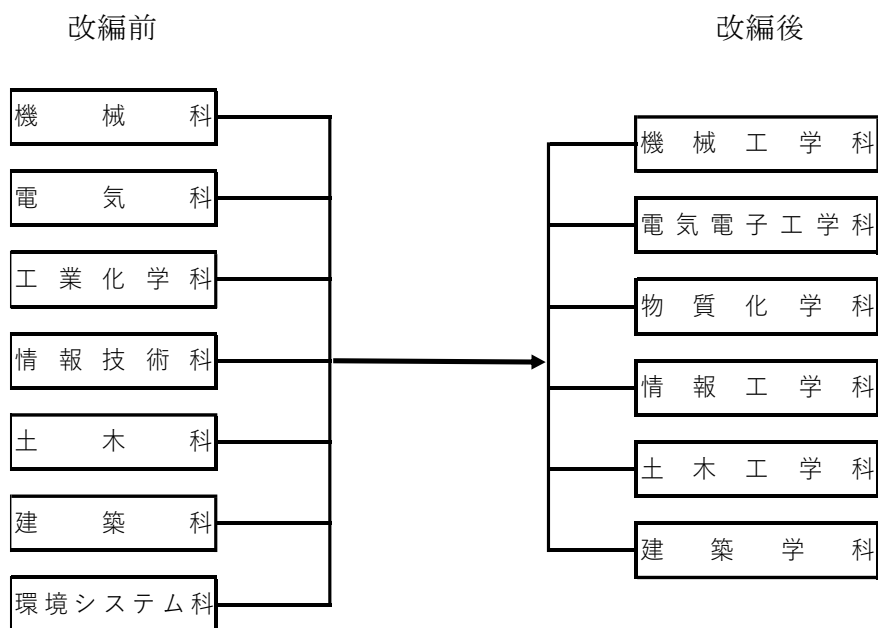 改編前
機械科
電気科
工業化学科
情報技術科
土木科
建築科
環境システム科
改編後
機械工学科
電気電子工学科
物質化学科
情報工学科
土木工学科
建築学科